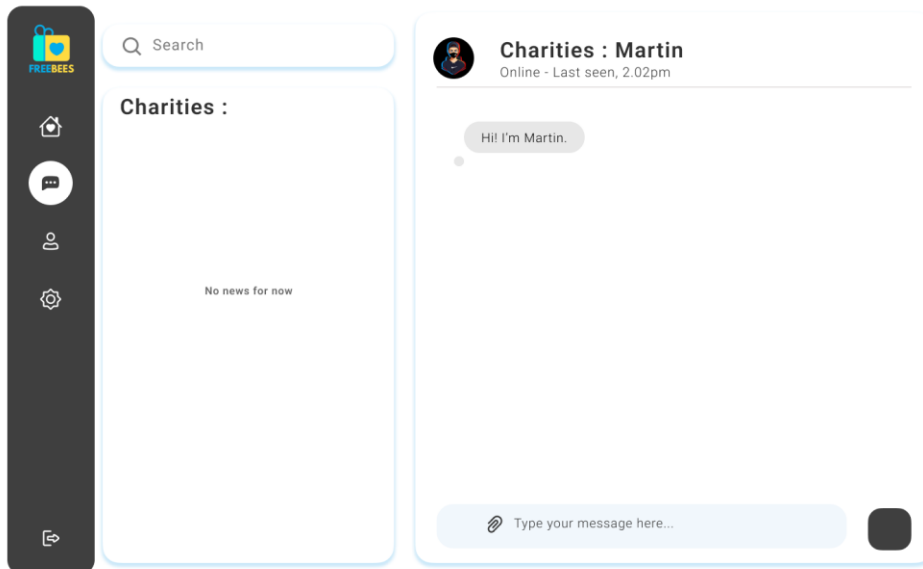 FREEBEES
Search
Charities :
No news for now
Charities : Martin
Online - Last seen, 2.02pm
Hi! I'm Martin.
Type your message here...